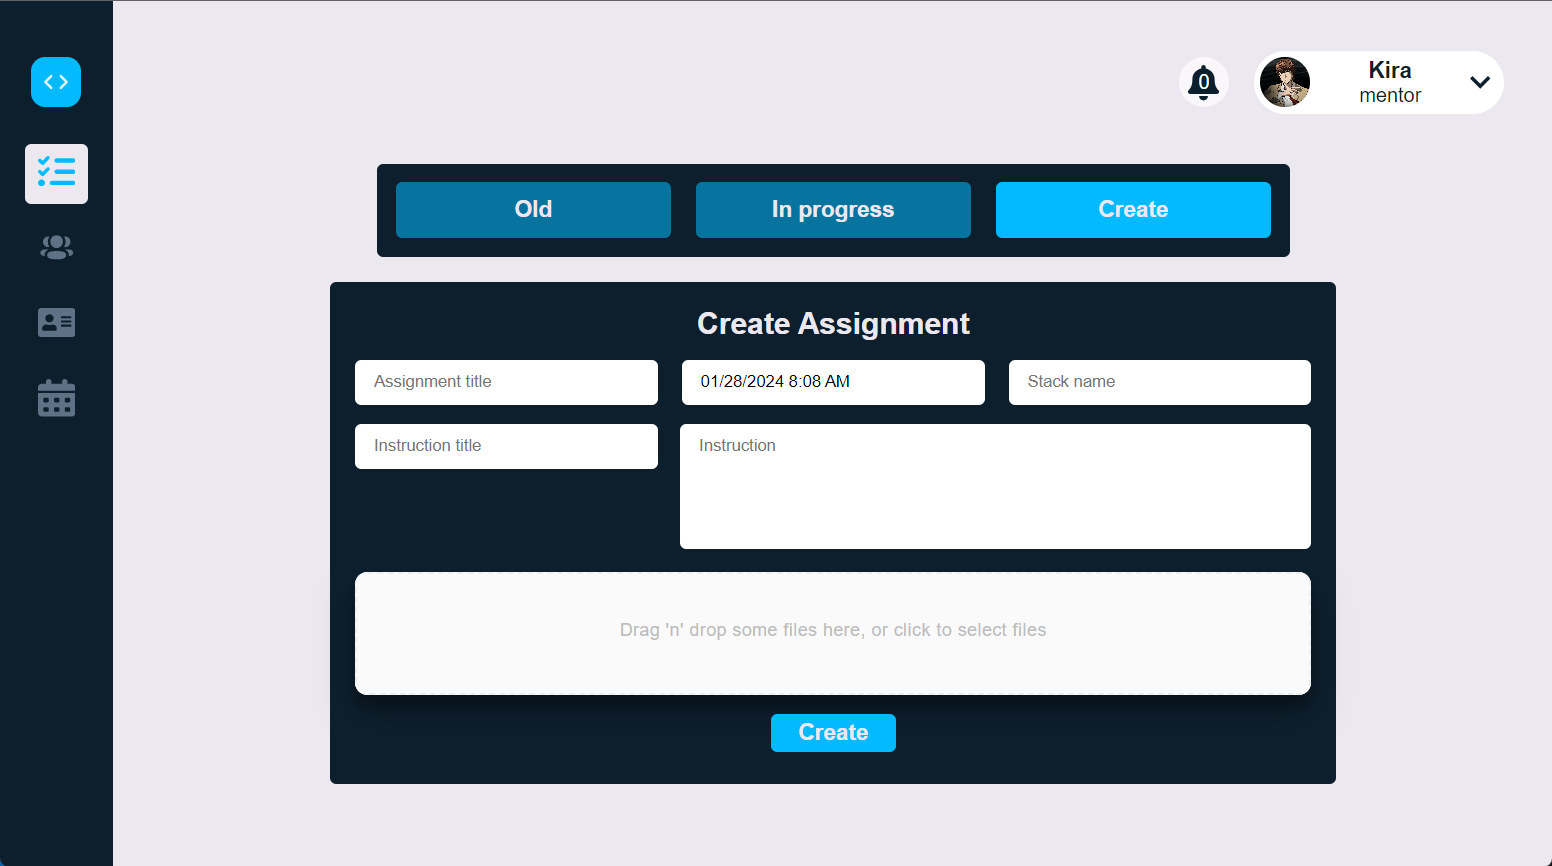 0
Kira
mentor
Old
In progress
Create
Create Assignment
Assignment title
01/28/2024 8:08 AM
Stack name
Instruction title
Instruction
Drag 'n' drop some files here, or click to select files
Create